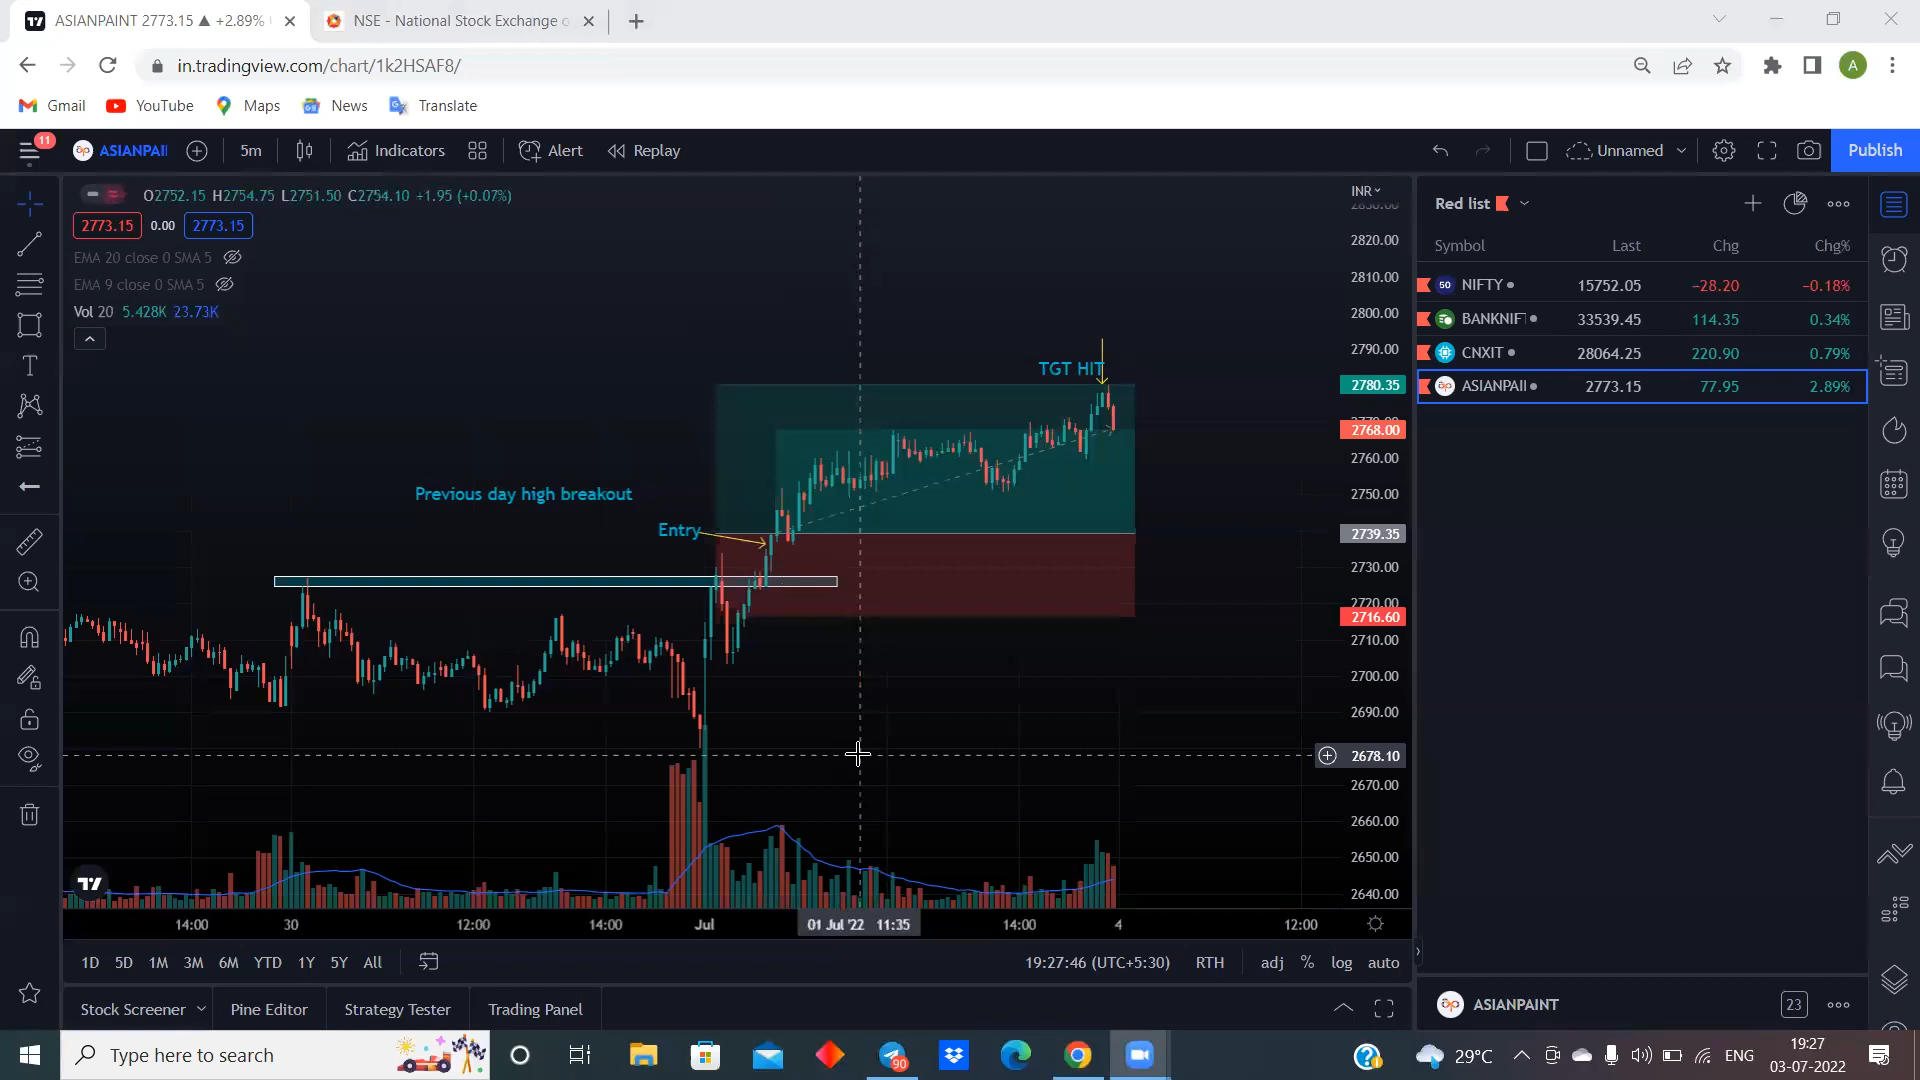 ASIANPAINT 2773.15 ▲ +2.89%
NSE - National Stock Exchange o
in.tradingview.com/chart/1k2HSAF8/
A
Gmail
YouTube
Maps
News
Translate
11
ASIANPAI
5m
Indicators
Alert
Replay
Unnamed
Publish
O2752.15 H2754.75 L2751.50 C2754.10 +1.95 (+0.07%)
2773.15 0.00 2773.15
EMA 20 close 0 SMA 5
EMA 9 close 0 SMA 5
Vol 20 5.428K 23.73K
INR
2820.00
2810.00
2800.00
2790.00
2780.35
2768.00
2760.00
2750.00
2739.35
2730.00
2720.00
2716.60
2710.00
2700.00
2690.00
2678.10
2670.00
2660.00
2650.00
2640.00
TGT HIT
Previous day high breakout
Entry
14:00 30 12:00 14:00 Jul 01 Jul '22 11:35 14:00 4 12:00
1D 5D 1M 3M 6M YTD 1Y 5Y All
19:27:46 (UTC+5:30) RTH adj % log auto
Stock Screener
Pine Editor
Strategy Tester
Trading Panel
Red list
Symbol Last Chg Chg%
50 NIFTY 15752.05 −28.20 −0.18%
BANKNIF 33539.45 114.35 0.34%
CNXIT 28064.25 220.90 0.79%
ASIANPAI 2773.15 77.95 2.89%
ASIANPAINT
23
Type here to search
90
29°C
ENG
19:27
03-07-2022